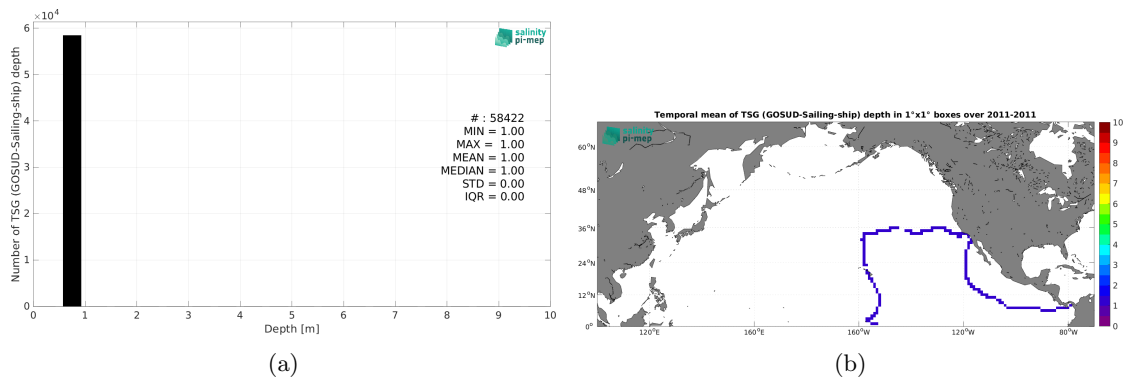 ×10⁴
6
5
4
3
2
1
0
Number of TSG (GOSUD-Sailing-ship) depth
salinity
pi-mep
# : 58422
MIN = 1.00
MAX = 1.00
MEAN = 1.00
MEDIAN = 1.00
STD = 0.00
IQR = 0.00
0 1 2 3 4 5 6 7 8 9 10
Depth [m]
(a)
Temporal mean of TSG (GOSUD-Sailing-ship) depth in 1°x1° boxes over 2011-2011
salinity
pi-mep
60°N
48°N
36°N
24°N
12°N
0°
120°E 160°E 160°W 120°W 80°W
10
9
8
7
6
5
4
3
2
1
0
(b)